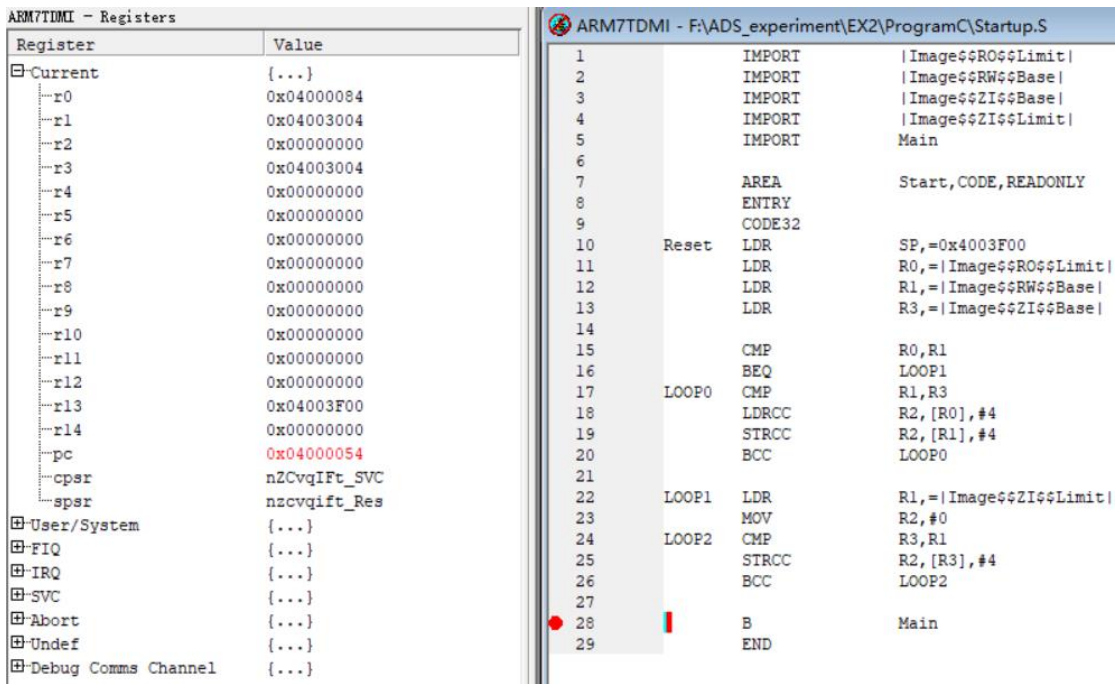 ARM7TDMI - Registers
Register Value
Current {...}
r0 0x04000084
r1 0x04003004
r2 0x00000000
r3 0x04003004
r4 0x00000000
r5 0x00000000
r6 0x00000000
r7 0x00000000
r8 0x00000000
r9 0x00000000
r10 0x00000000
r11 0x00000000
r12 0x00000000
r13 0x04003F00
r14 0x00000000
pc 0x04000054
cpsr nZCvqIFt_SVC
spsr nzcvqift_Res
User/System {...}
FIQ {...}
IRQ {...}
SVC {...}
Abort {...}
Undef {...}
Debug Comms Channel {...}
ARM7TDMI - F:\ADS_experiment\EX2\ProgramC\Startup.S
1 IMPORT |Image$$RO$$Limit|
2 IMPORT |Image$$RW$$Base|
3 IMPORT |Image$$ZI$$Base|
4 IMPORT |Image$$ZI$$Limit|
5 IMPORT Main
6
7 AREA Start,CODE,READONLY
8 ENTRY
9 CODE32
10 Reset LDR SP,=0x4003F00
11 LDR R0,=|Image$$RO$$Limit|
12 LDR R1,=|Image$$RW$$Base|
13 LDR R3,=|Image$$ZI$$Base|
14
15 CMP R0,R1
16 BEQ LOOP1
17 LOOP0 CMP R1,R3
18 LDRCC R2,[R0],#4
19 STRCC R2,[R1],#4
20 BCC LOOP0
21
22 LOOP1 LDR R1,=|Image$$ZI$$Limit|
23 MOV R2,#0
24 LOOP2 CMP R3,R1
25 STRCC R2,[R3],#4
26 BCC LOOP2
27
28 B Main
29 END